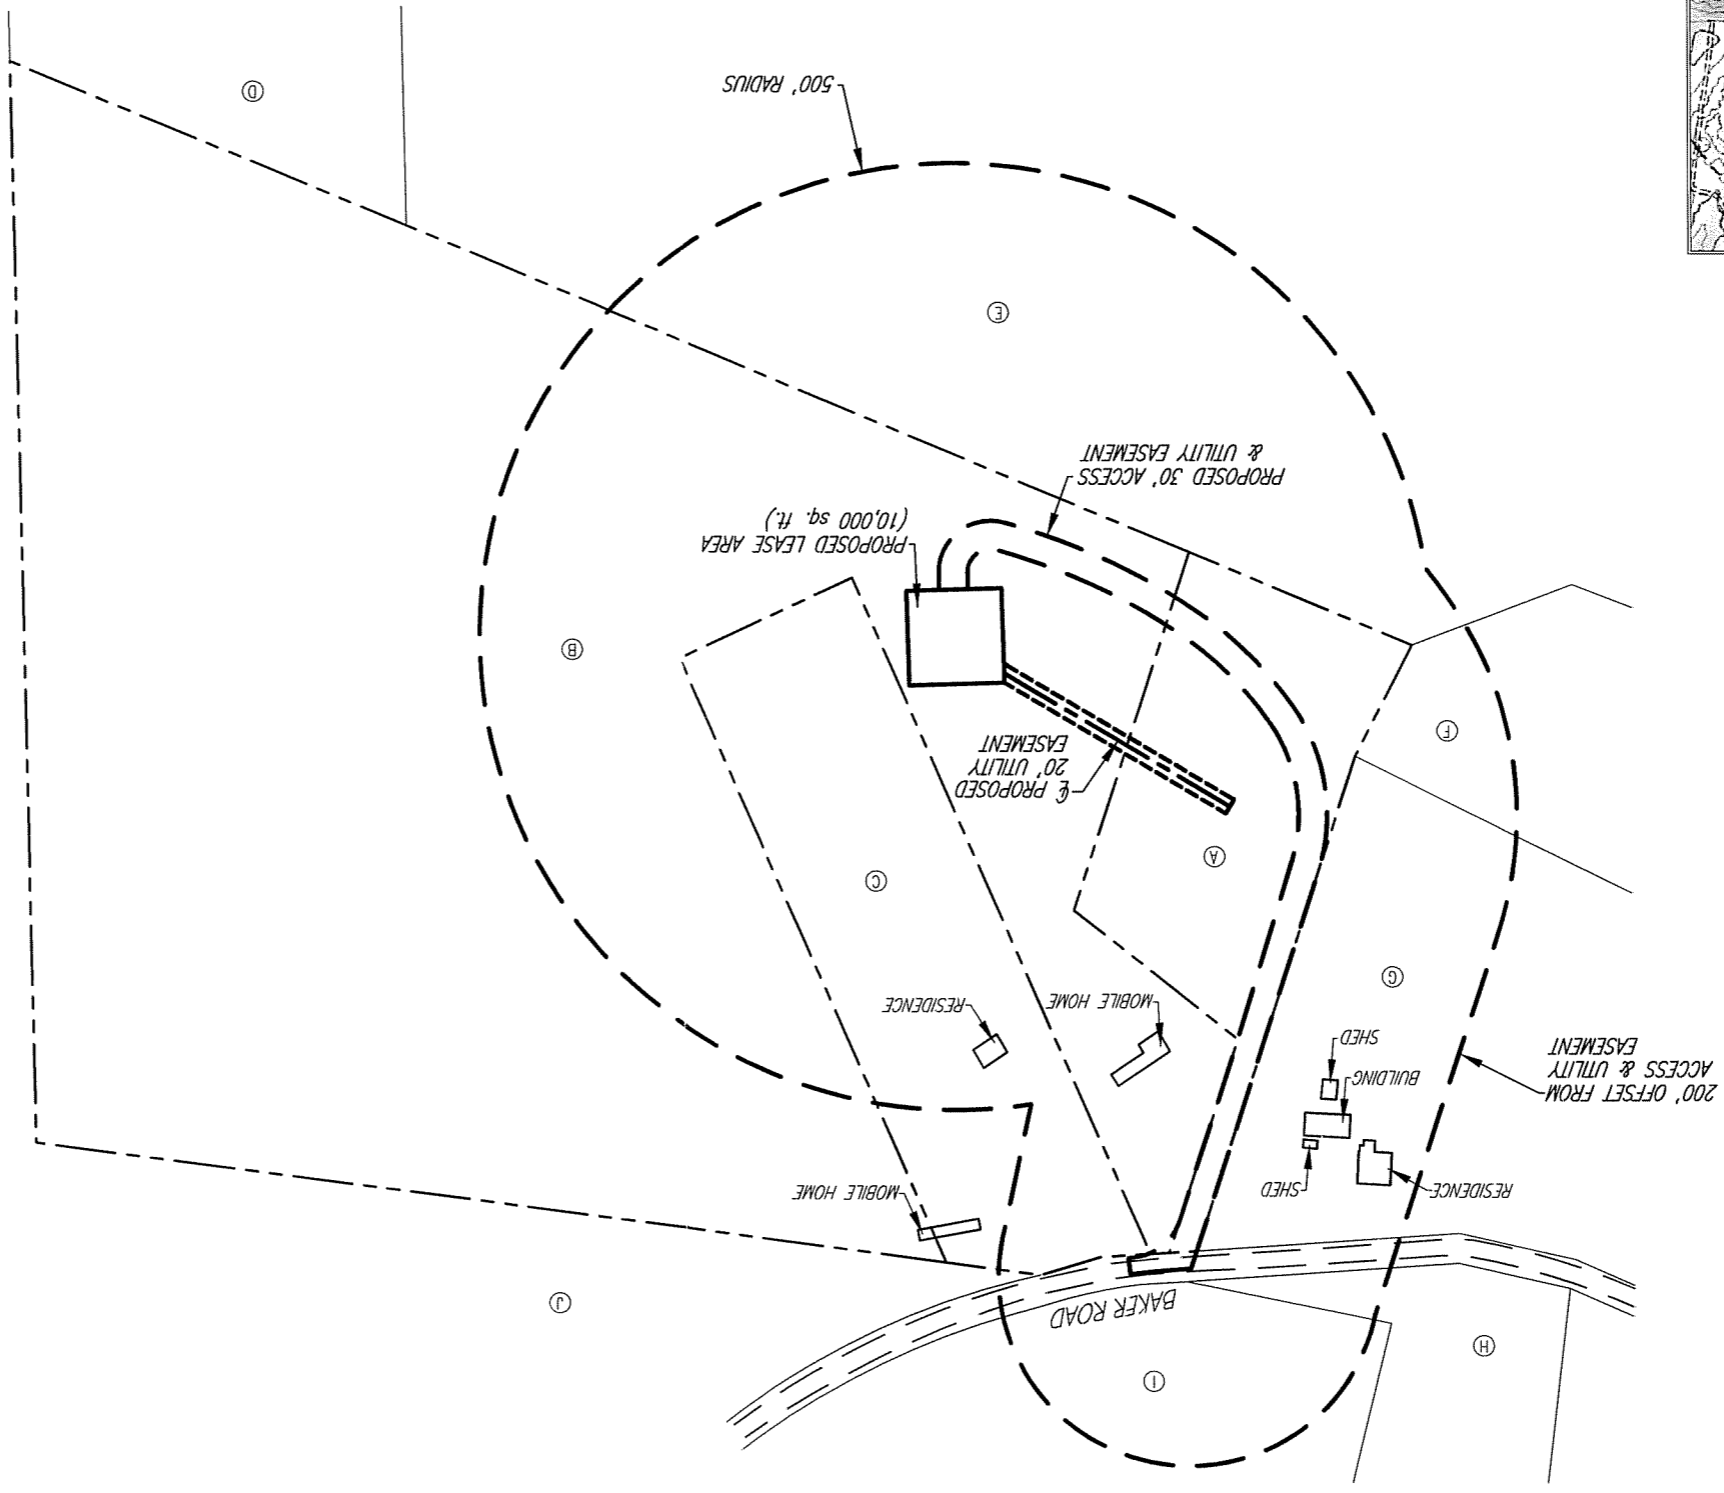 200' OFFSET FROM
ACCESS & UTILITY
EASEMENT
H
I
BAKER ROAD
J
RESIDENCE
SHED
BUILDING
SHED
MOBILE HOME
G
MOBILE HOME
RESIDENCE
A
C
F
℄ PROPOSED
20' UTILITY
EASEMENT
B
PROPOSED LEASE AREA
(10,000 sq. ft.)
PROPOSED 30' ACCESS
& UTILITY EASEMENT
E
D
500' RADIUS